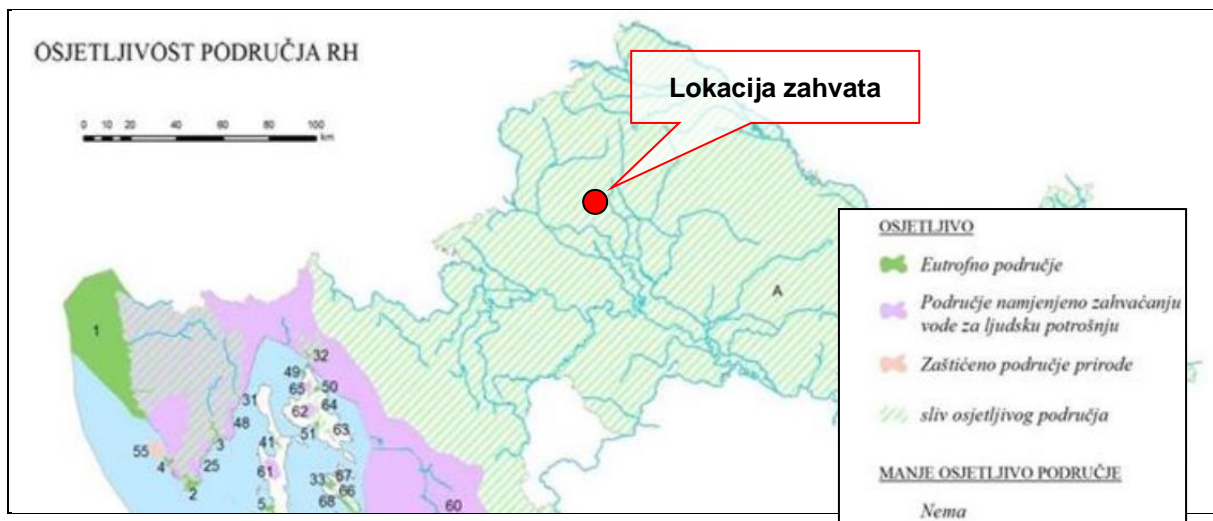 OSJETLJIVOST PODRUČJA RH
0 10 20 40 60 80 100
km
Lokacija zahvata
OSJETLJIVO
Eutrofno područje
Područje namjenjeno zahvaćanju
vode za ljudsku potrošnju
Zaštićeno područje prirode
sliv osjetljivog područja
MANJE OSJETLJIVO PODRUČJE
Nema
A
1
32
49
50
65
31
64
62
48
51
63
3
41
55
4
25
61
67
33
66
2
5
68
60